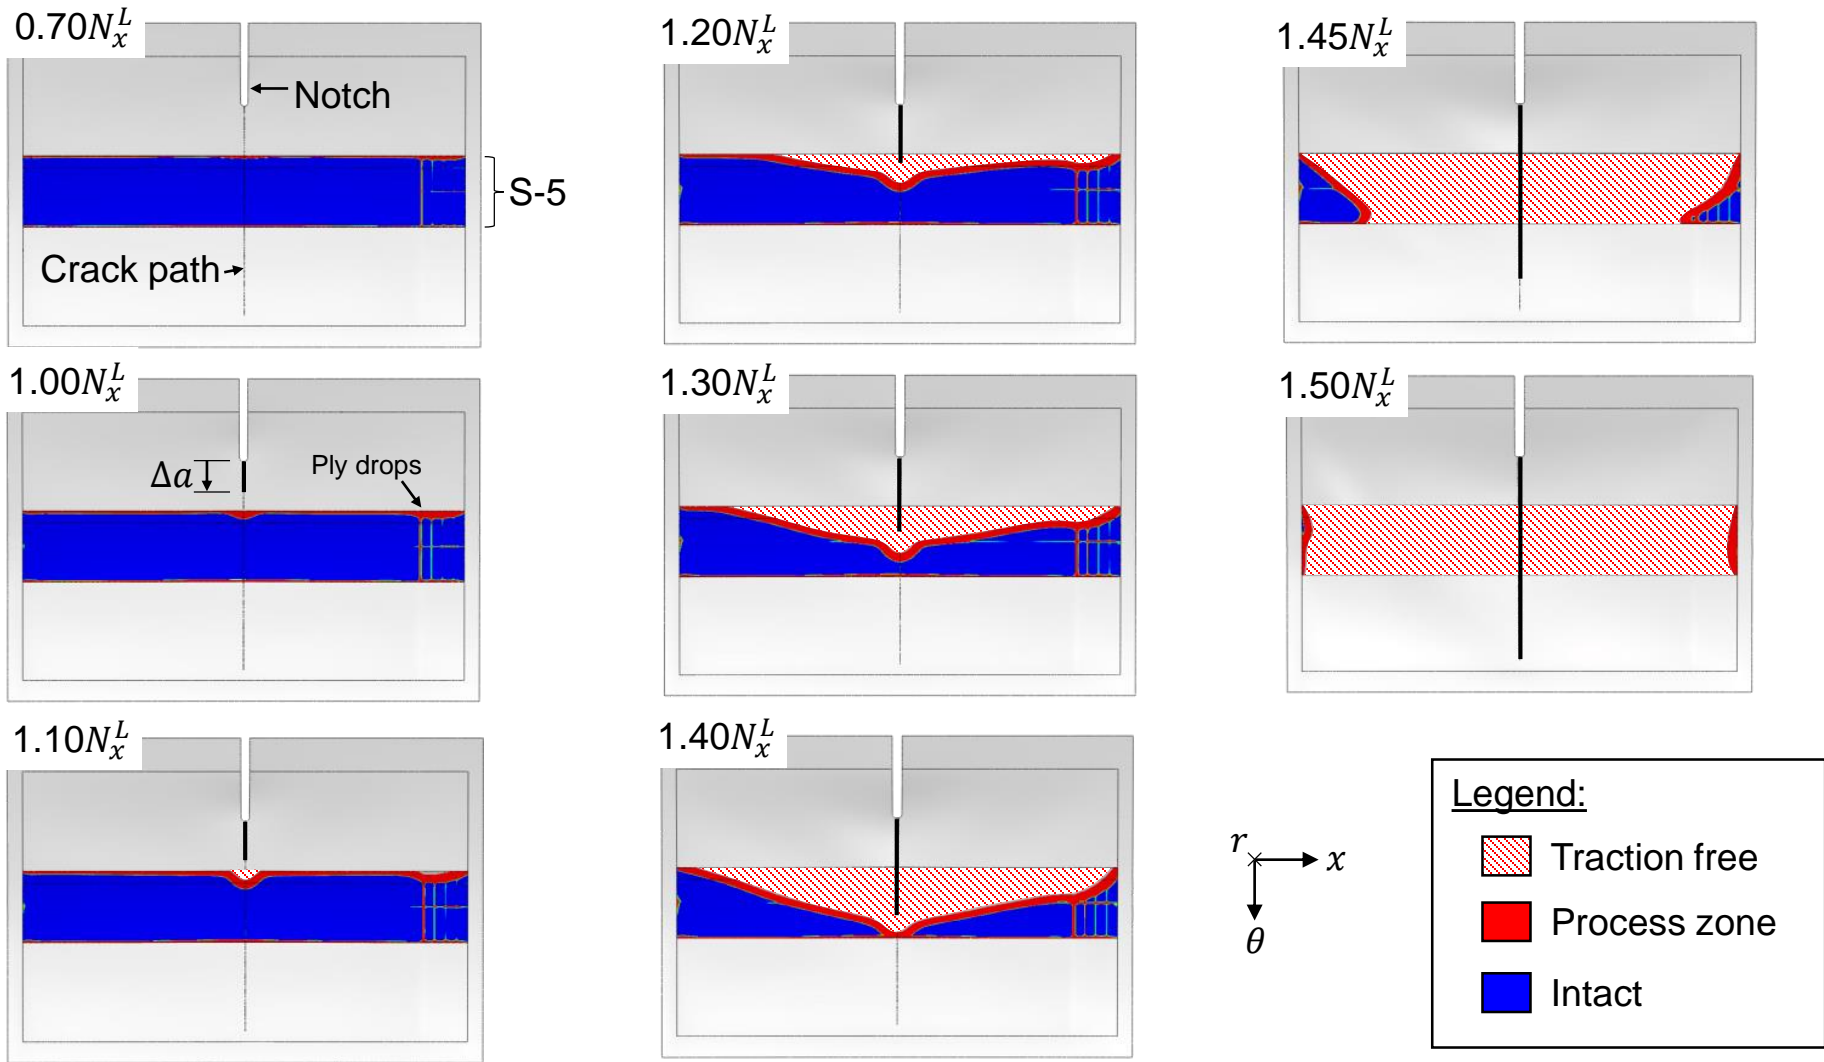 0.70N_x^L
Notch
S-5
Crack path
1.00N_x^L
Δa
Ply drops
1.10N_x^L
1.20N_x^L
1.30N_x^L
1.40N_x^L
1.45N_x^L
1.50N_x^L
r
x
θ
Legend:
Traction free
Process zone
Intact